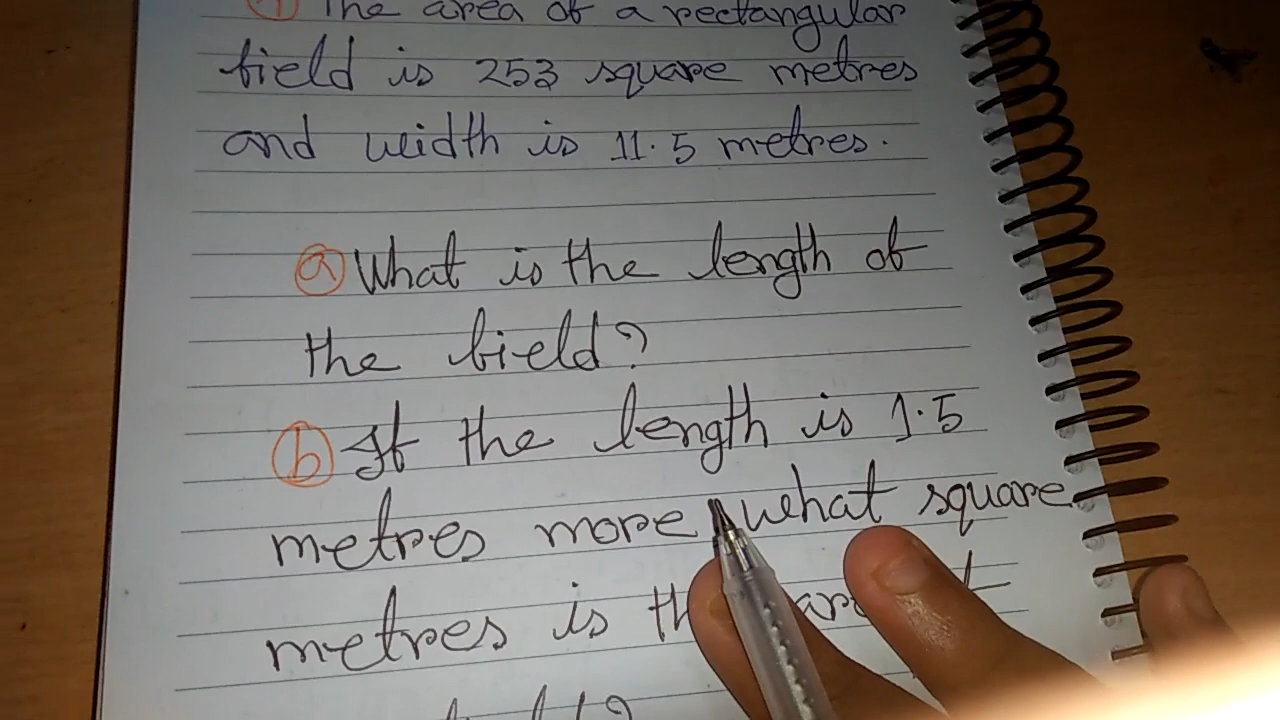 ① The area of a rectangular
field is 253 square metres
and width is 11.5 metres.
ⓐ What is the length of
the field?
ⓑ If the length is 1.5
metres more what square
metres is